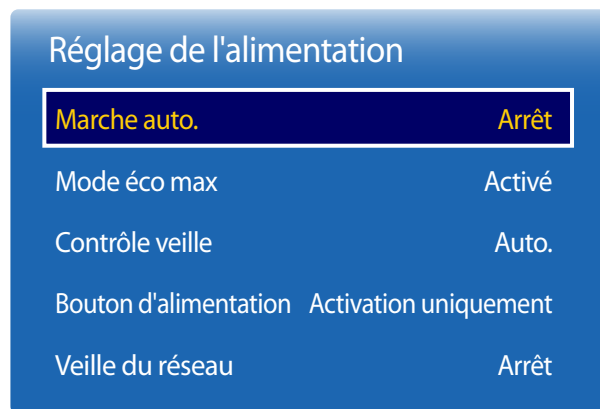 Réglage de l'alimentation
Marche auto. Arrêt
Mode éco max Activé
Contrôle veille Auto.
Bouton d'alimentation Activation uniquement
Veille du réseau Arrêt